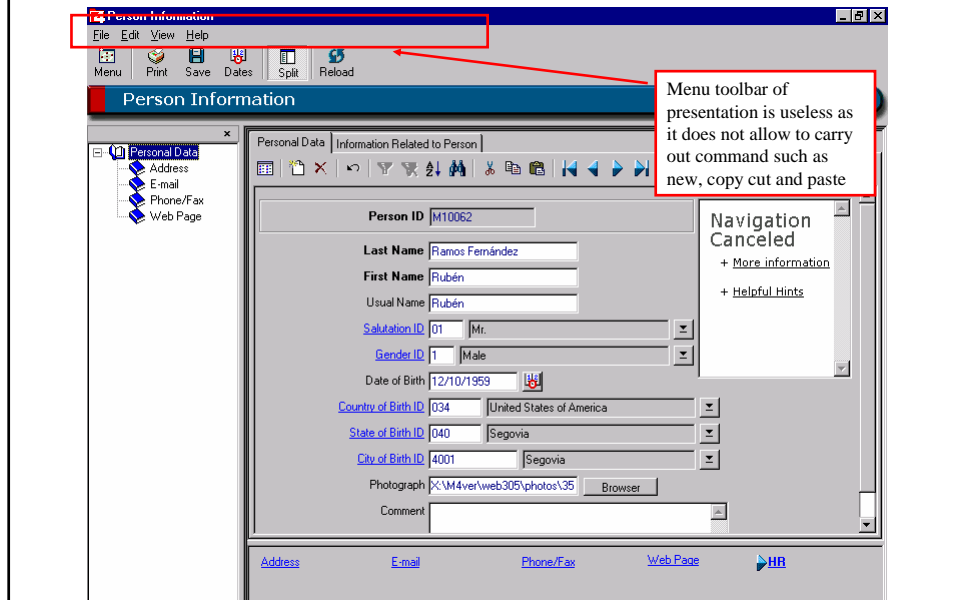 Person Information
File Edit View Help
Menu Print Save Dates Split Reload
Menu toolbar of
presentation is useless as
it does not allow to carry
out command such as
new, copy cut and paste
Person Information
Personal Data
Address
E-mail
Phone/Fax
Web Page
Personal Data Information Related to Person
Person ID M10062
Last Name Ramos Fernández
First Name Rubén
Usual Name Rubén
Salutation ID 01 Mr.
Gender ID 1 Male
Date of Birth 12/10/1959
Country of Birth ID 034 United States of America
State of Birth ID 040 Segovia
City of Birth ID 4001 Segovia
Photograph X:\M4ver\web305\photos\35 Browser
Comment
Navigation
Canceled
+ More information
+ Helpful Hints
Address E-mail Phone/Fax Web Page HR